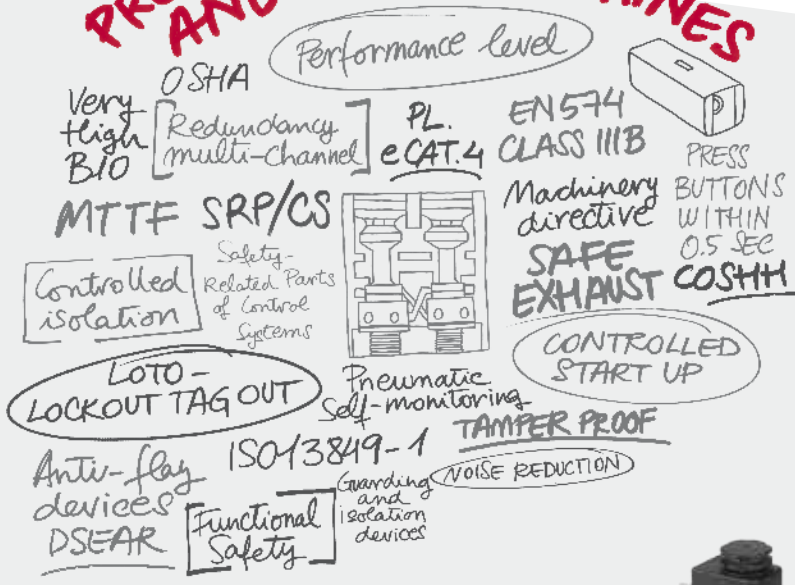 AND
Performance level
OSHA
Very
High
B10
Redundancy
multi-channel
PL.
e CAT.4
EN574
CLASS IIIB
PRESS
BUTTONS
WITHIN
0.5 SEC
MTTF
SRP/CS
Machinery
directive
Safety-
Related Parts
of Control
Systems
SAFE
EXHAUST
COSHH
Controlled
isolation
CONTROLLED
START UP
LOTO-
LOCKOUT TAG OUT
Pneumatic
Self-monitoring
TAMPER PROOF
ISO13849-1
NOISE REDUCTION
Anti-flag
devices
DSEAR
Functional
Safety
Guarding
and
isolation
devices